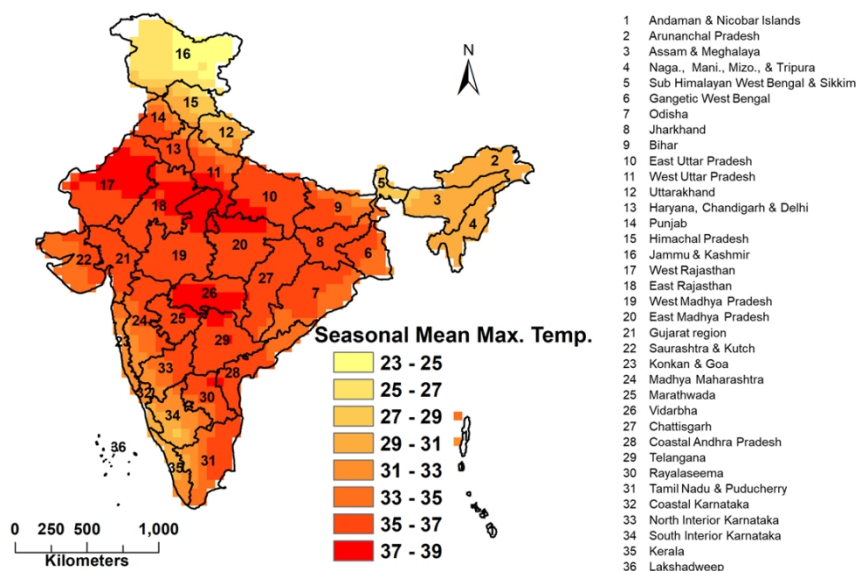 N
16
15
14
12
13
11
17
18
10
9
5
2
3
4
22
21
19
20
8
6
27
7
26
24
25
23
29
33
28
32
30
34
36
35
31
Seasonal Mean Max. Temp.
23 - 25
25 - 27
27 - 29
29 - 31
31 - 33
33 - 35
35 - 37
37 - 39
0 250 500 1,000
Kilometers
1 Andaman & Nicobar Islands
2 Arunanchal Pradesh
3 Assam & Meghalaya
4 Naga., Mani., Mizo., & Tripura
5 Sub Himalayan West Bengal & Sikkim
6 Gangetic West Bengal
7 Odisha
8 Jharkhand
9 Bihar
10 East Uttar Pradesh
11 West Uttar Pradesh
12 Uttarakhand
13 Haryana, Chandigarh & Delhi
14 Punjab
15 Himachal Pradesh
16 Jammu & Kashmir
17 West Rajasthan
18 East Rajasthan
19 West Madhya Pradesh
20 East Madhya Pradesh
21 Gujarat region
22 Saurashtra & Kutch
23 Konkan & Goa
24 Madhya Maharashtra
25 Marathwada
26 Vidarbha
27 Chattisgarh
28 Coastal Andhra Pradesh
29 Telangana
30 Rayalaseema
31 Tamil Nadu & Puducherry
32 Coastal Karnataka
33 North Interior Karnataka
34 South Interior Karnataka
35 Kerala
36 Lakshadweep